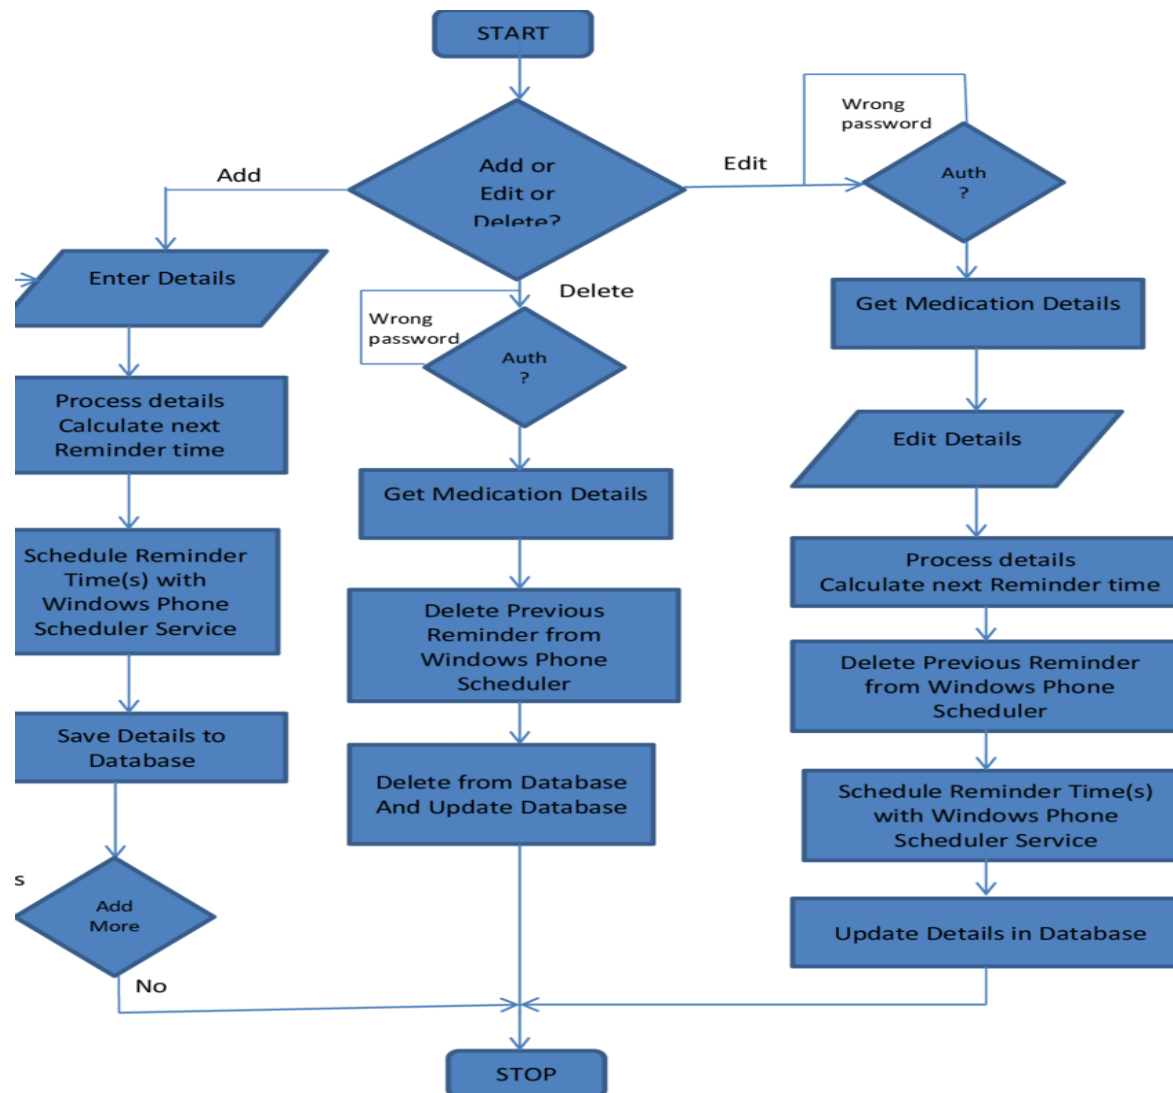 START
Add or
Edit or
Delete?
Add
Edit
Wrong
password
Auth
?
Enter Details
Delete
Wrong
password
Auth
?
Get Medication Details
Process details
Calculate next
Reminder time
Edit Details
Get Medication Details
Schedule Reminder
Time(s) with
Windows Phone
Scheduler Service
Process details
Calculate next Reminder time
Delete Previous
Reminder from
Windows Phone
Scheduler
Delete Previous Reminder
from Windows Phone
Scheduler
Save Details to
Database
Delete from Database
And Update Database
Schedule Reminder Time(s)
with Windows Phone
Scheduler Service
s
Add
More
Update Details in Database
No
STOP